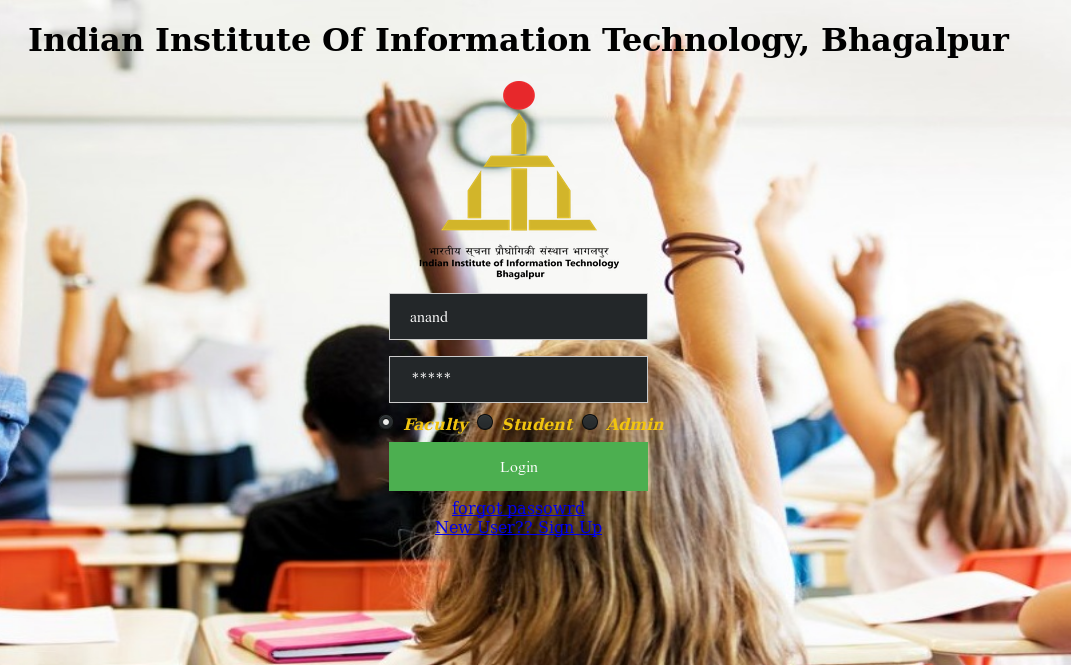 Indian Institute Of Information Technology, Bhagalpur
भारतीय सूचना प्रौघोगिकी संस्थान भागलपुर
Indian Institute of Information Technology
Bhagalpur
anand
*****
Faculty Student Admin
Login
forgot passowrd
New User?? Sign Up